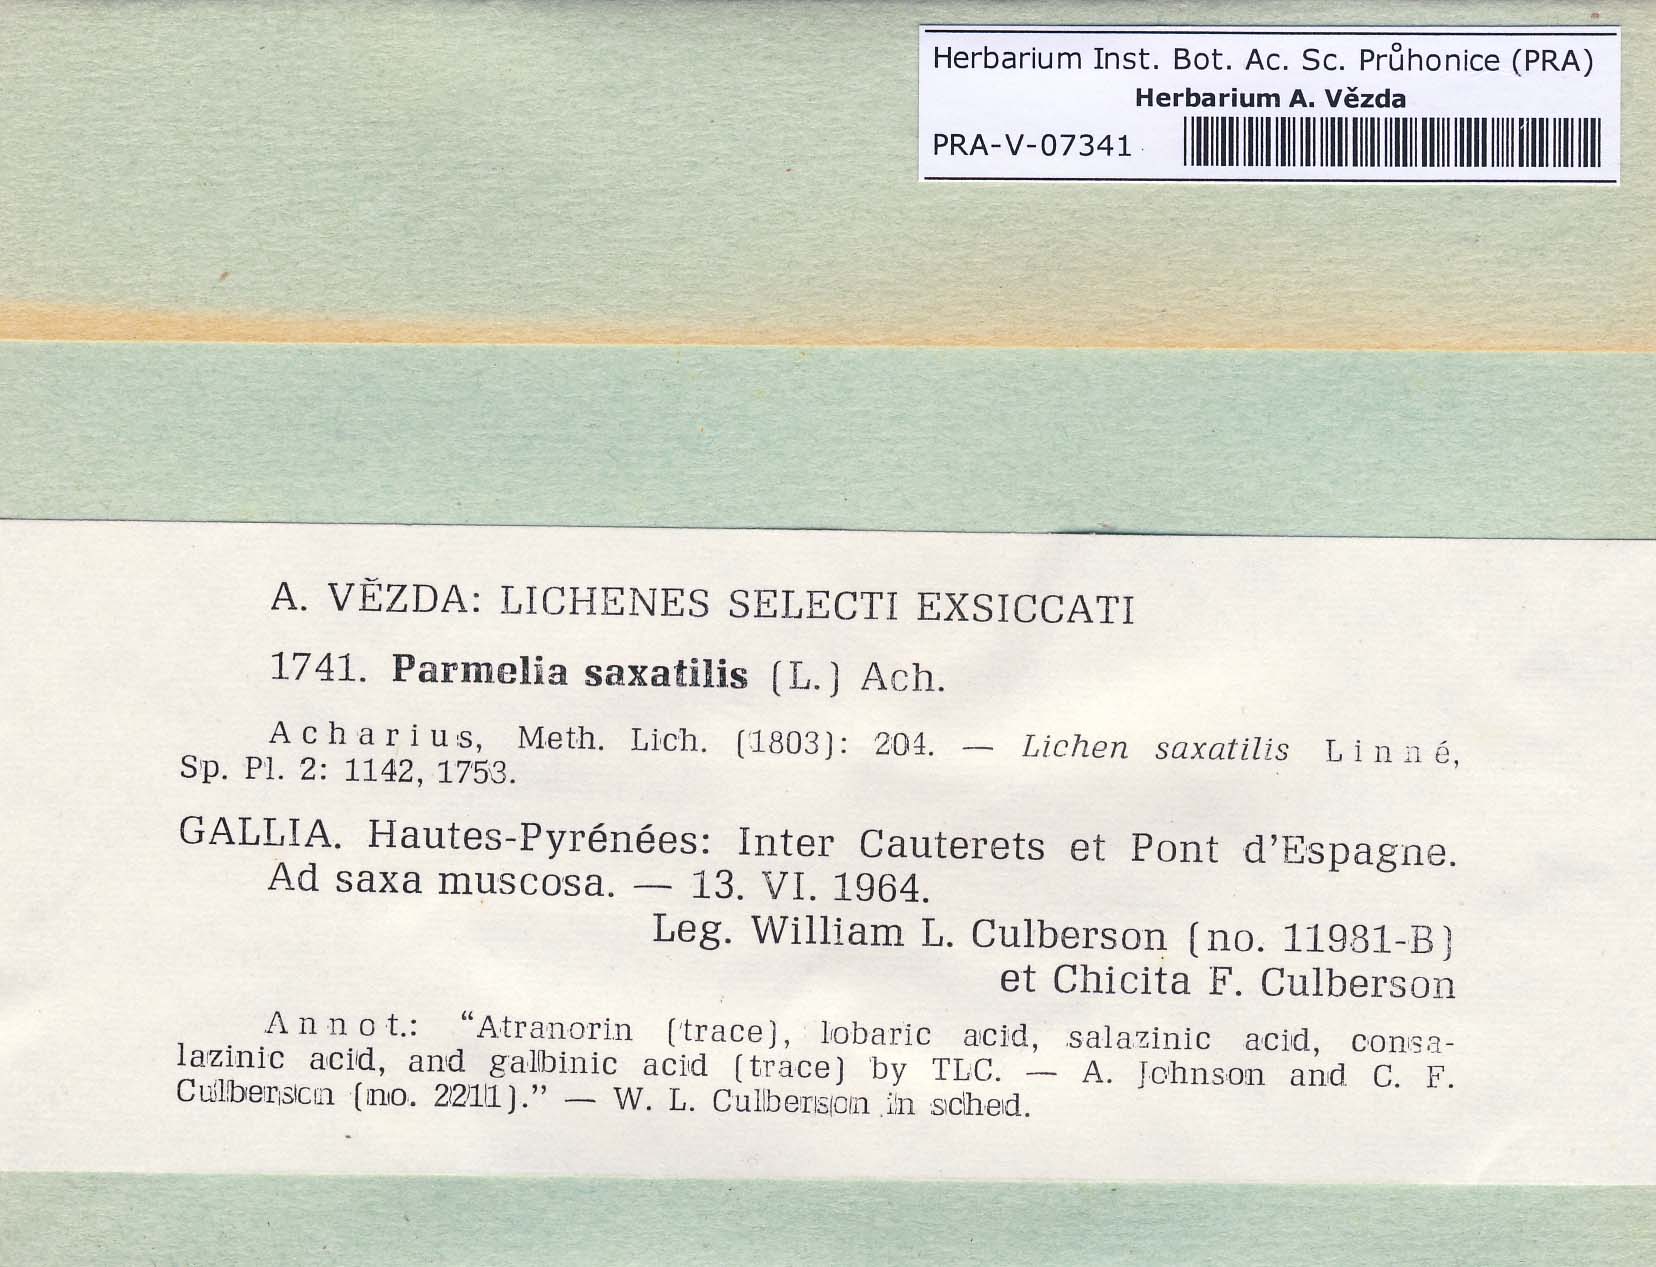 Herbarium Inst. Bot. Ac. Sc. Průhonice (PRA)
Herbarium A. Vězda
PRA-V-07341
A. VĚZDA: LICHENES SELECTI EXSICCATI
1741. Parmelia saxatilis (L.) Ach.
Acharius, Meth. Lich. (1803): 204. — Lichen saxatilis Linné,
Sp. Pl. 2: 1142, 1753.
GALLIA. Hautes-Pyrénées: Inter Cauterets et Pont d'Espagne.
Ad saxa muscosa. — 13. VI. 1964.
Leg. William L. Culberson (no. 11981-B)
et Chicita F. Culberson
Annot.: “Atranorin (trace), lobaric acid, salazinic acid, consa-
lazinic acid, and galbinic acid (trace) by TLC. — A. Johnson and C. F.
Culberson (no. 2211).” — W. L. Culberson in sched.